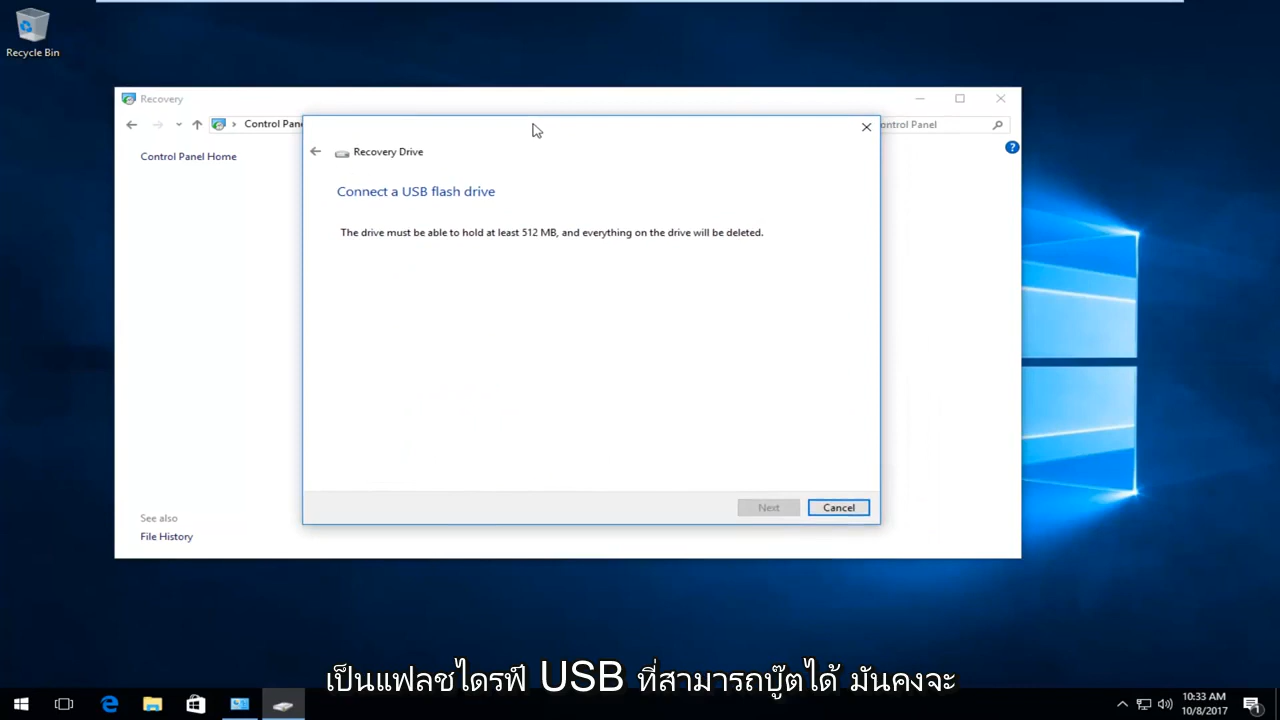 Recycle Bin
Recovery
Control Pane
ontrol Panel
Control Panel Home
Recovery Drive
Connect a USB flash drive
The drive must be able to hold at least 512 MB, and everything on the drive will be deleted.
Next
Cancel
See also
File History
เป็นแฟลชไดรฟ์ USB ที่สามารถบู๊ตได้ มันคงจะ
10:33 AM
10/8/2017
1